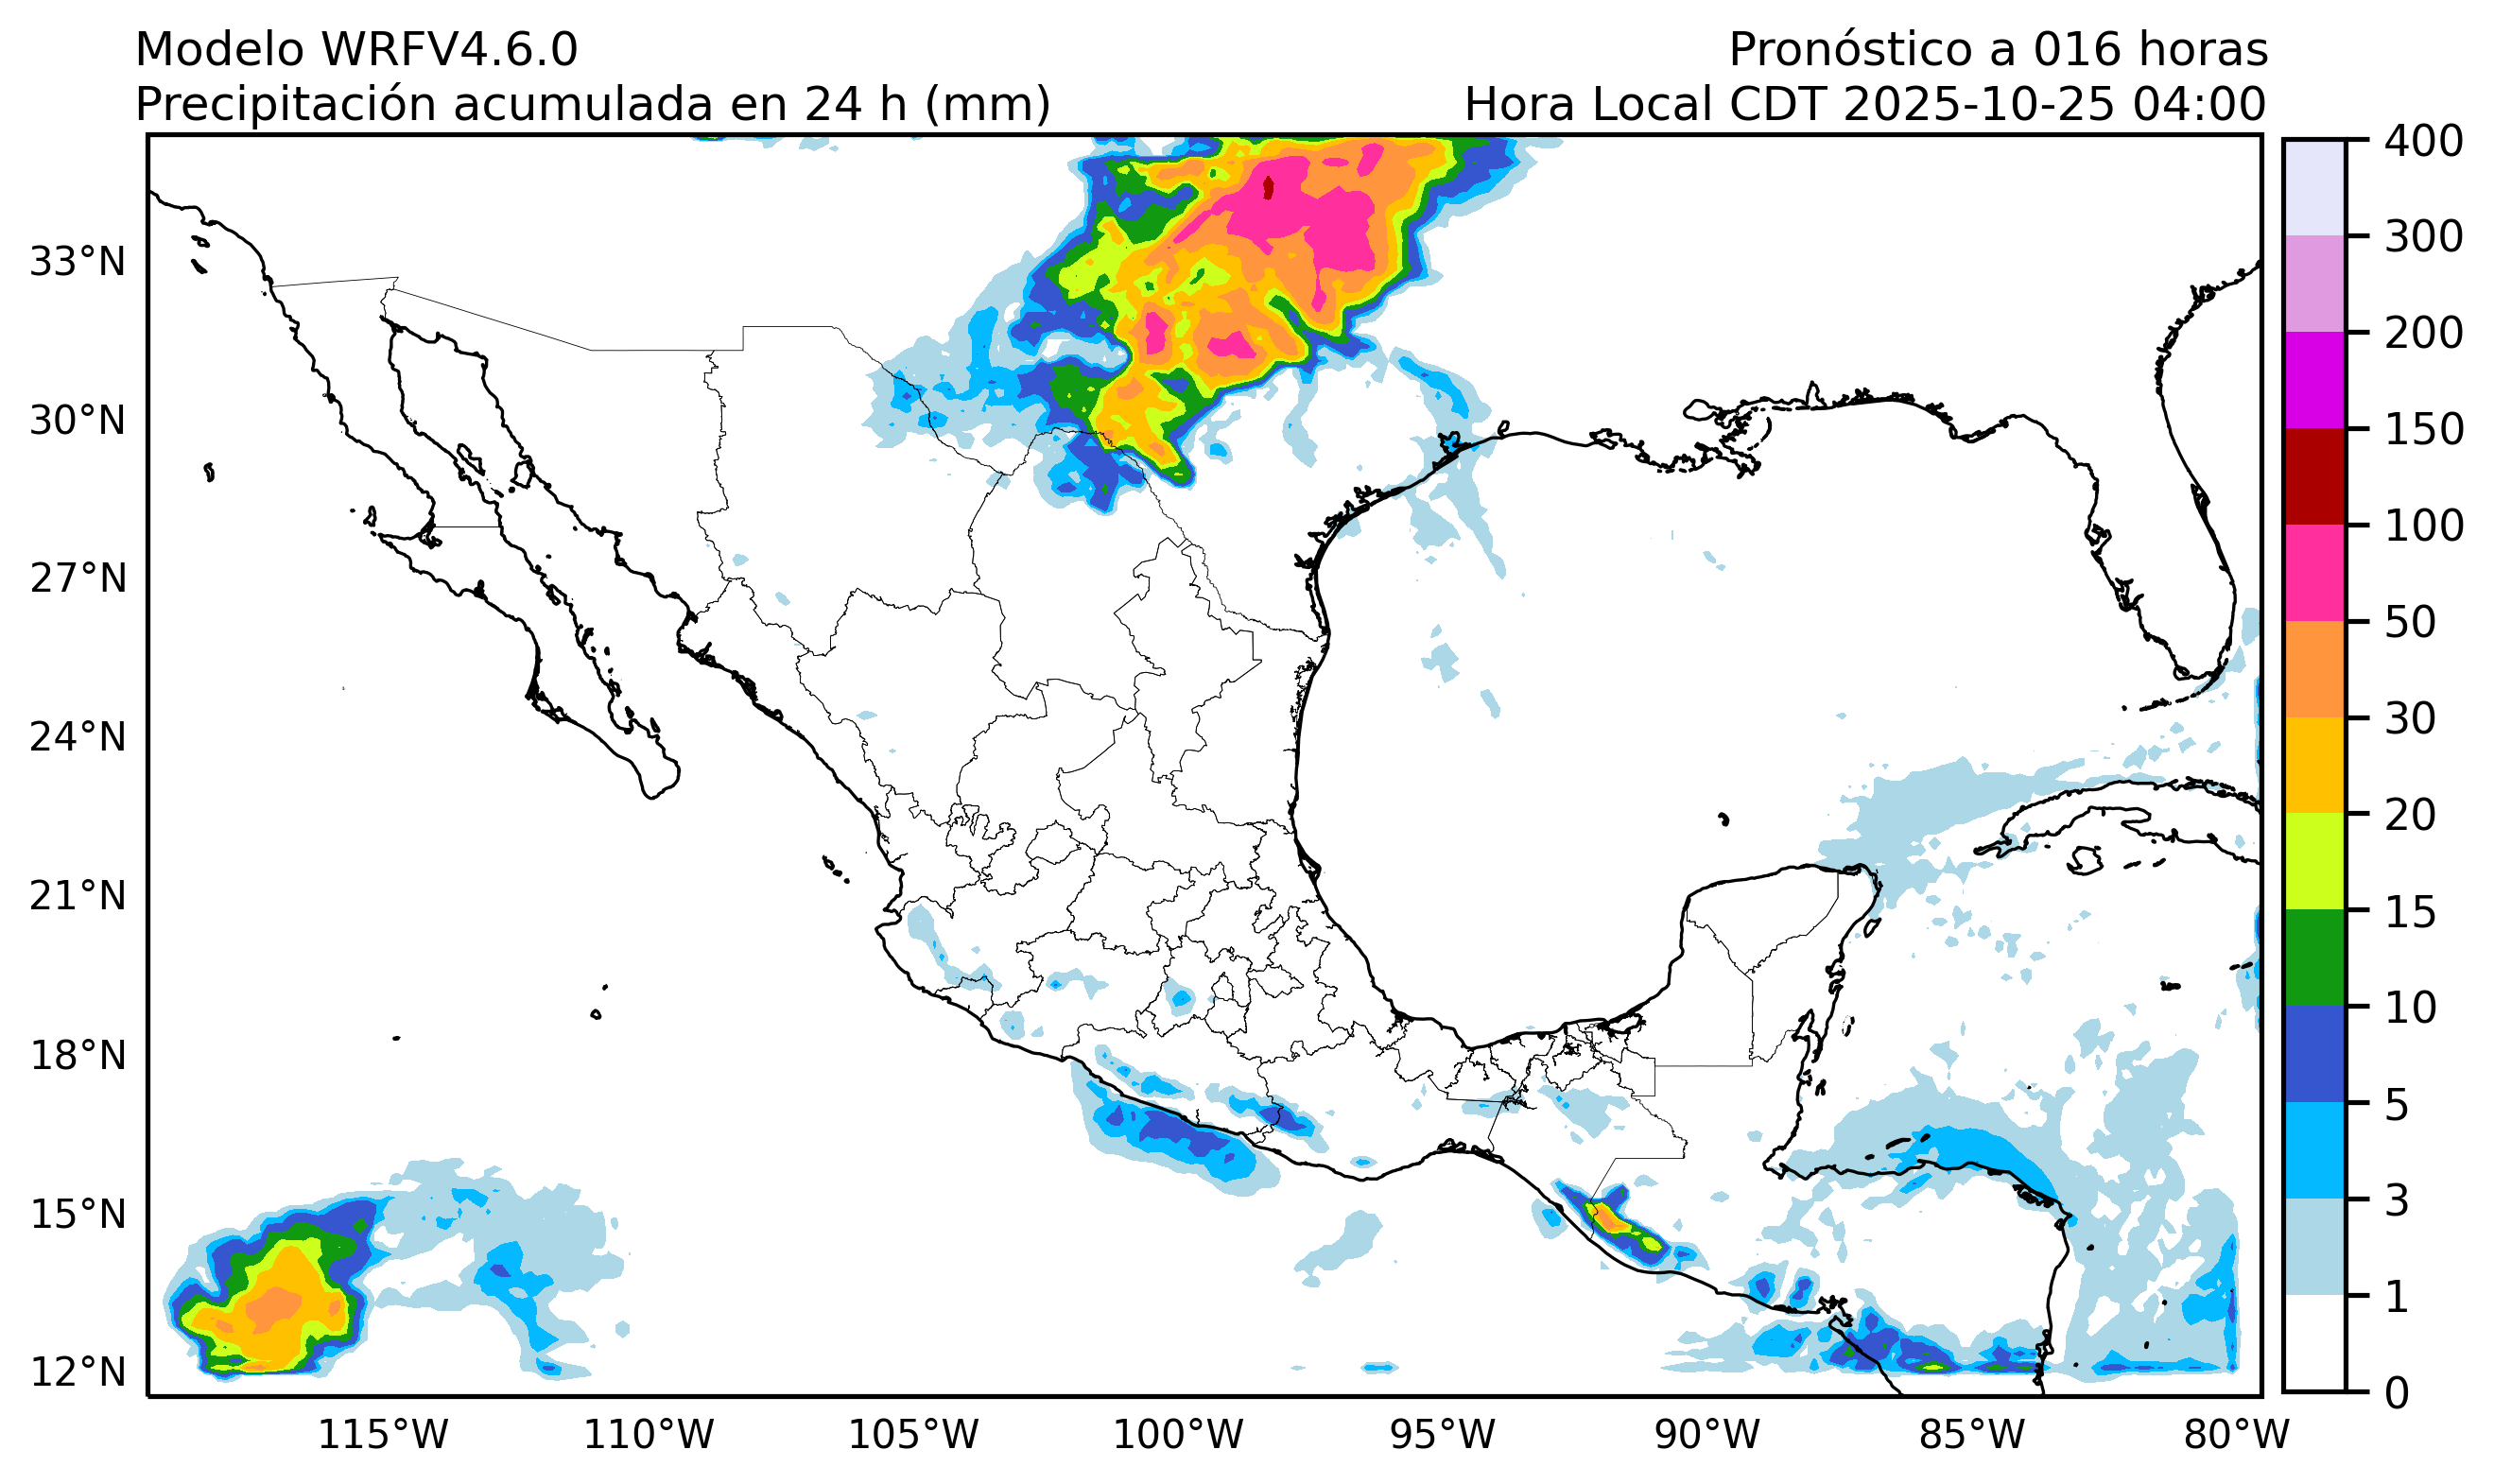 Modelo WRFV4.6.0
Pronóstico a 016 horas
Precipitación acumulada en 24 h (mm)
Hora Local CDT 2025-10-25 04:00
33°N
30°N
27°N
24°N
21°N
18°N
15°N
12°N
115°W
110°W
105°W
100°W
95°W
90°W
85°W
80°W
400
300
200
150
100
50
30
20
15
10
5
3
1
0